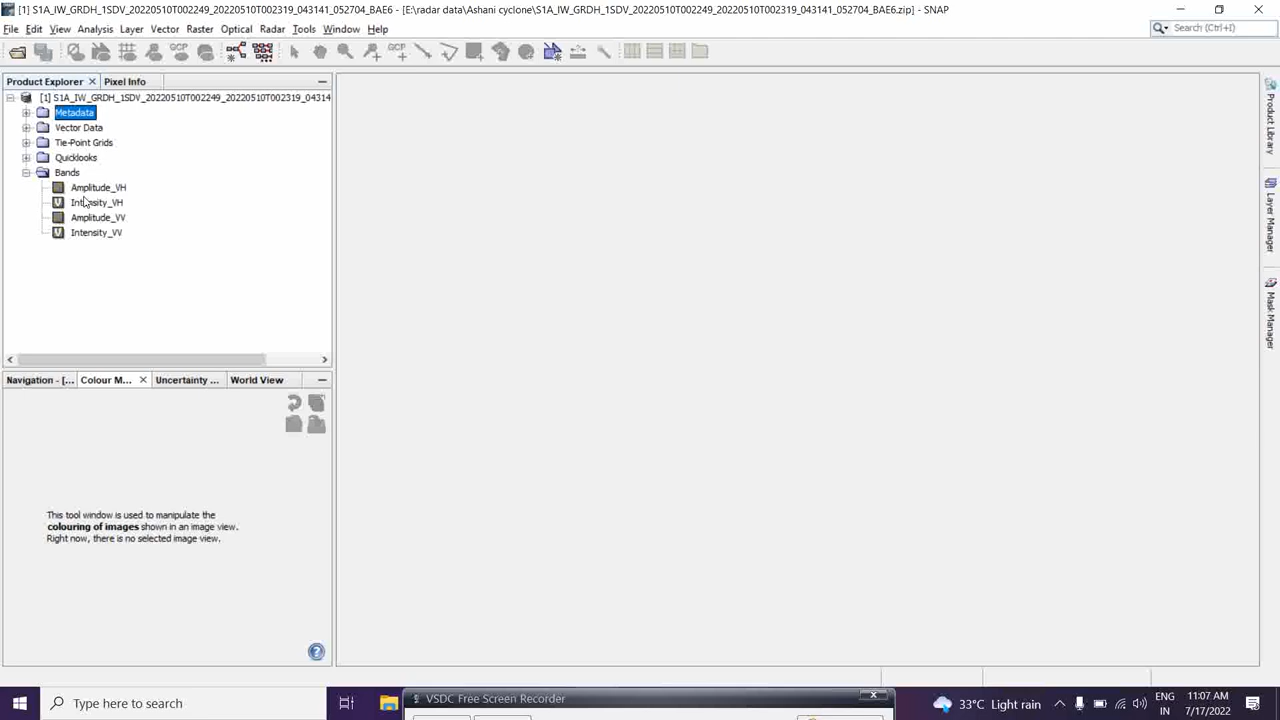 [1] S1A_IW_GRDH_1SDV_20220510T002249_20220510T002319_043141_052704_BAE6 - [E:\radar data\Ashani cyclone\S1A_IW_GRDH_1SDV_20220510T002249_20220510T002319_043141_052704_BAE6.zip] - SNAP
File Edit View Analysis Layer Vector Raster Optical Radar Tools Window Help
Search (Ctrl+I)
GCP GCP
Product Explorer Pixel Info
[1] S1A_IW_GRDH_1SDV_20220510T002249_20220510T002319_04314
Metadata
Vector Data
Tie-Point Grids
Quicklooks
Bands
Amplitude_VH
Intensity_VH
Amplitude_VV
Intensity_VV
Product Library
Layer Manager
Mask Manager
Navigation - [... Colour M... Uncertainty ... World View
This tool window is used to manipulate the
colouring of images shown in an image view.
Right now, there is no selected image view.
Type here to search
VSDC Free Screen Recorder
33°C Light rain
ENG
IN
11:07 AM
7/17/2022